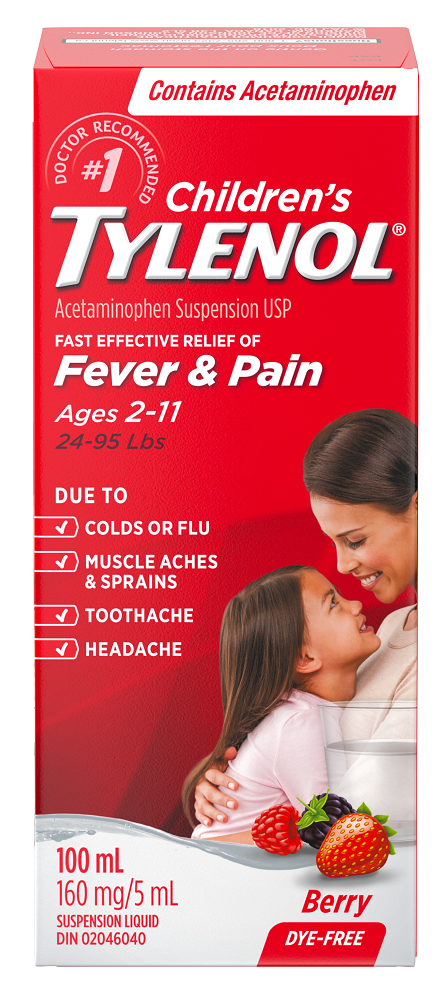 Contains Acetaminophen
DOCTOR RECOMMENDED
#1
Children's
TYLENOL®
Acetaminophen Suspension USP
FAST EFFECTIVE RELIEF OF
Fever & Pain
Ages 2-11
24-95 Lbs
DUE TO
COLDS OR FLU
MUSCLE ACHES
& SPRAINS
TOOTHACHE
HEADACHE
100 mL
160 mg/5 mL
SUSPENSION LIQUID
DIN 02046040
Berry
DYE-FREE